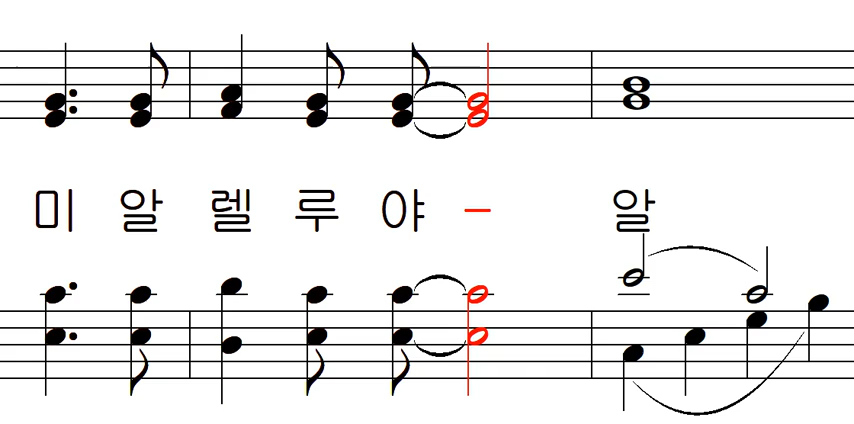 미 알 렐 루 야 – 알